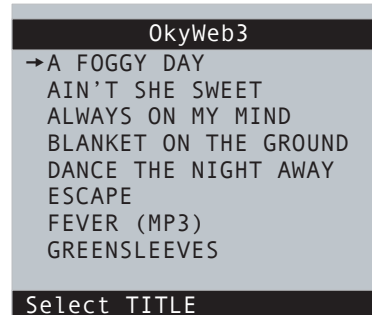 OkyWeb3
→A FOGGY DAY
AIN'T SHE SWEET
ALWAYS ON MY MIND
BLANKET ON THE GROUND
DANCE THE NIGHT AWAY
ESCAPE
FEVER (MP3)
GREENSLEEVES
Select TITLE